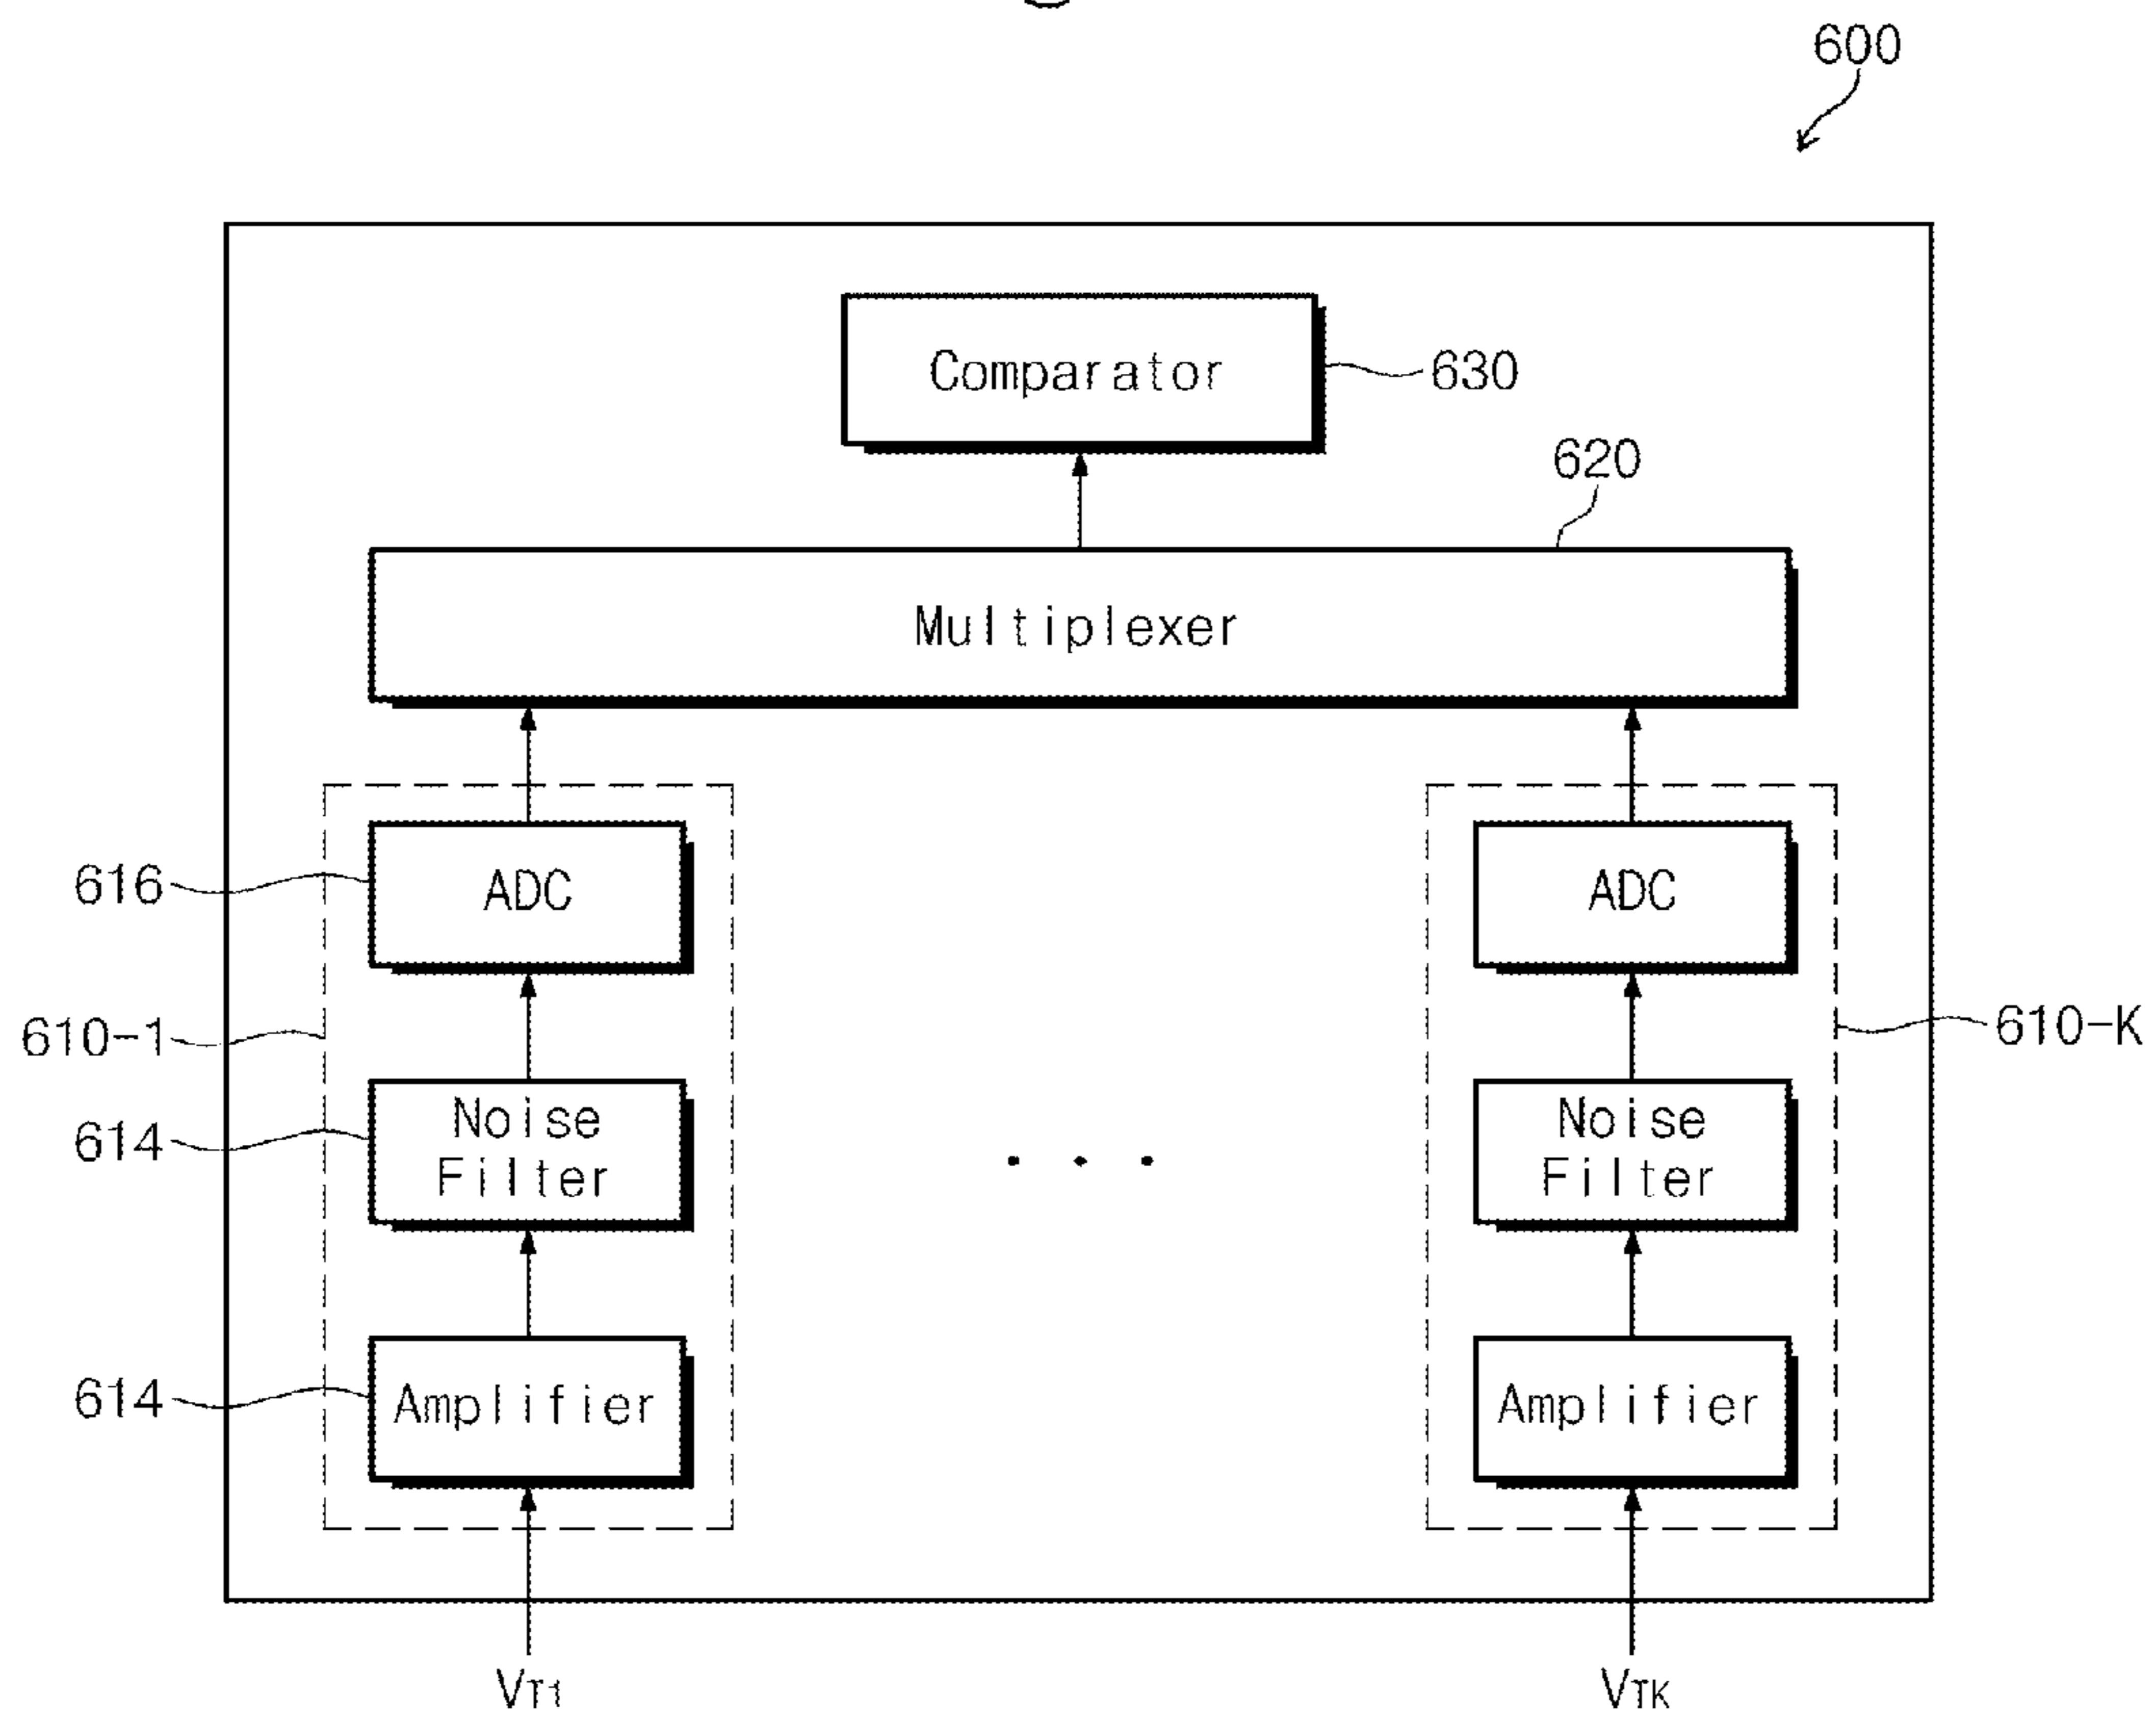 600
Comparator
630
620
Multiplexer
616
ADC
ADC
610-1
610-K
614
Noise
Filter
Noise
Filter
614
Amplifier
Amplifier
VT1
VTK